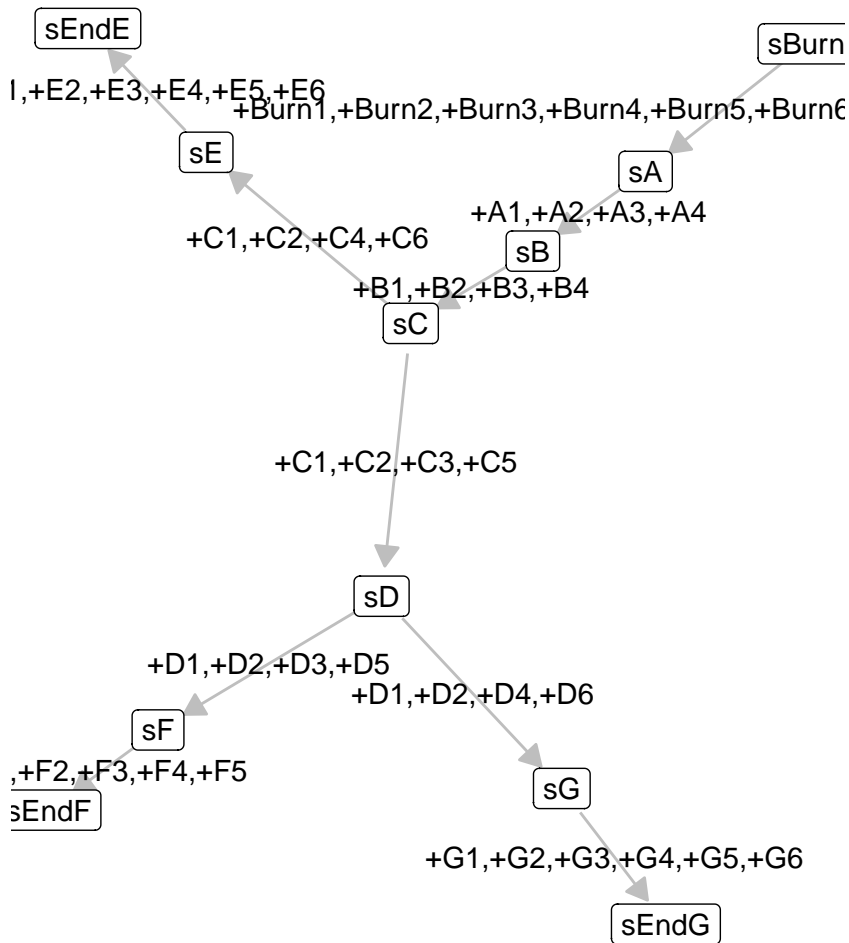 sEndE
sBurn
1,+E2,+E3,+E4,+E5,+E6
+Burn1,+Burn2,+Burn3,+Burn4,+Burn5,+Burn6
sE
sA
+A1,+A2,+A3,+A4
+C1,+C2,+C4,+C6
sB
+B1,+B2,+B3,+B4
sC
+C1,+C2,+C3,+C5
sD
+D1,+D2,+D3,+D5
+D1,+D2,+D4,+D6
sF
,+F2,+F3,+F4,+F5
sG
sEndF
+G1,+G2,+G3,+G4,+G5,+G6
sEndG